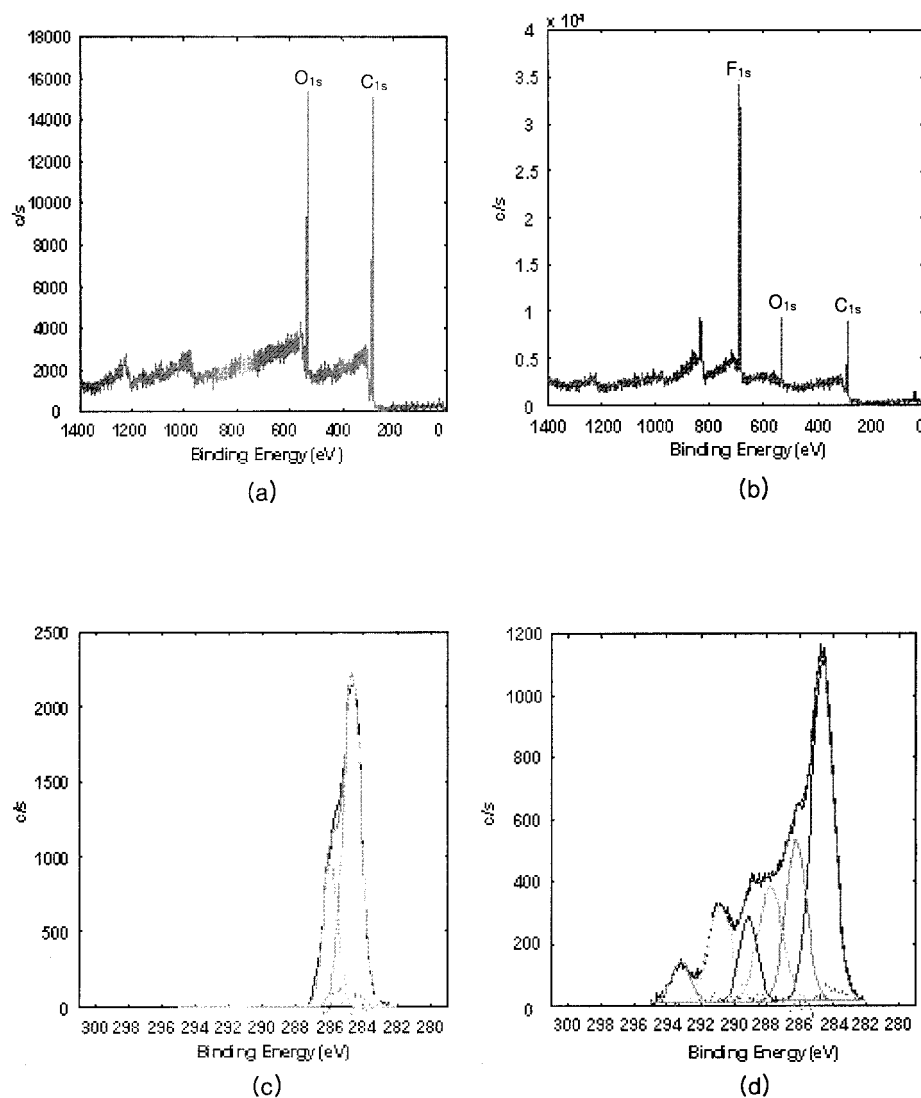 18000
16000
14000
12000
10000
8000
6000
4000
2000
0
c/s
O1s
C1s
1400 1200 1000 800 600 400 200 0
Binding Energy (eV)
(a)
4
3.5
3
2.5
2
1.5
1
0.5
0
c/s
F1s
O1s
C1s
1400 1200 1000 800 600 400 200 0
Binding Energy (eV)
(b)
2500
2000
1500
1000
500
0
c/s
300 298 296 294 292 290 288 286 284 282 280
Binding Energy (eV)
(c)
1200
1000
800
600
400
200
0
c/s
300 298 296 294 292 290 288 286 284 282 280
Binding Energy (eV)
(d)